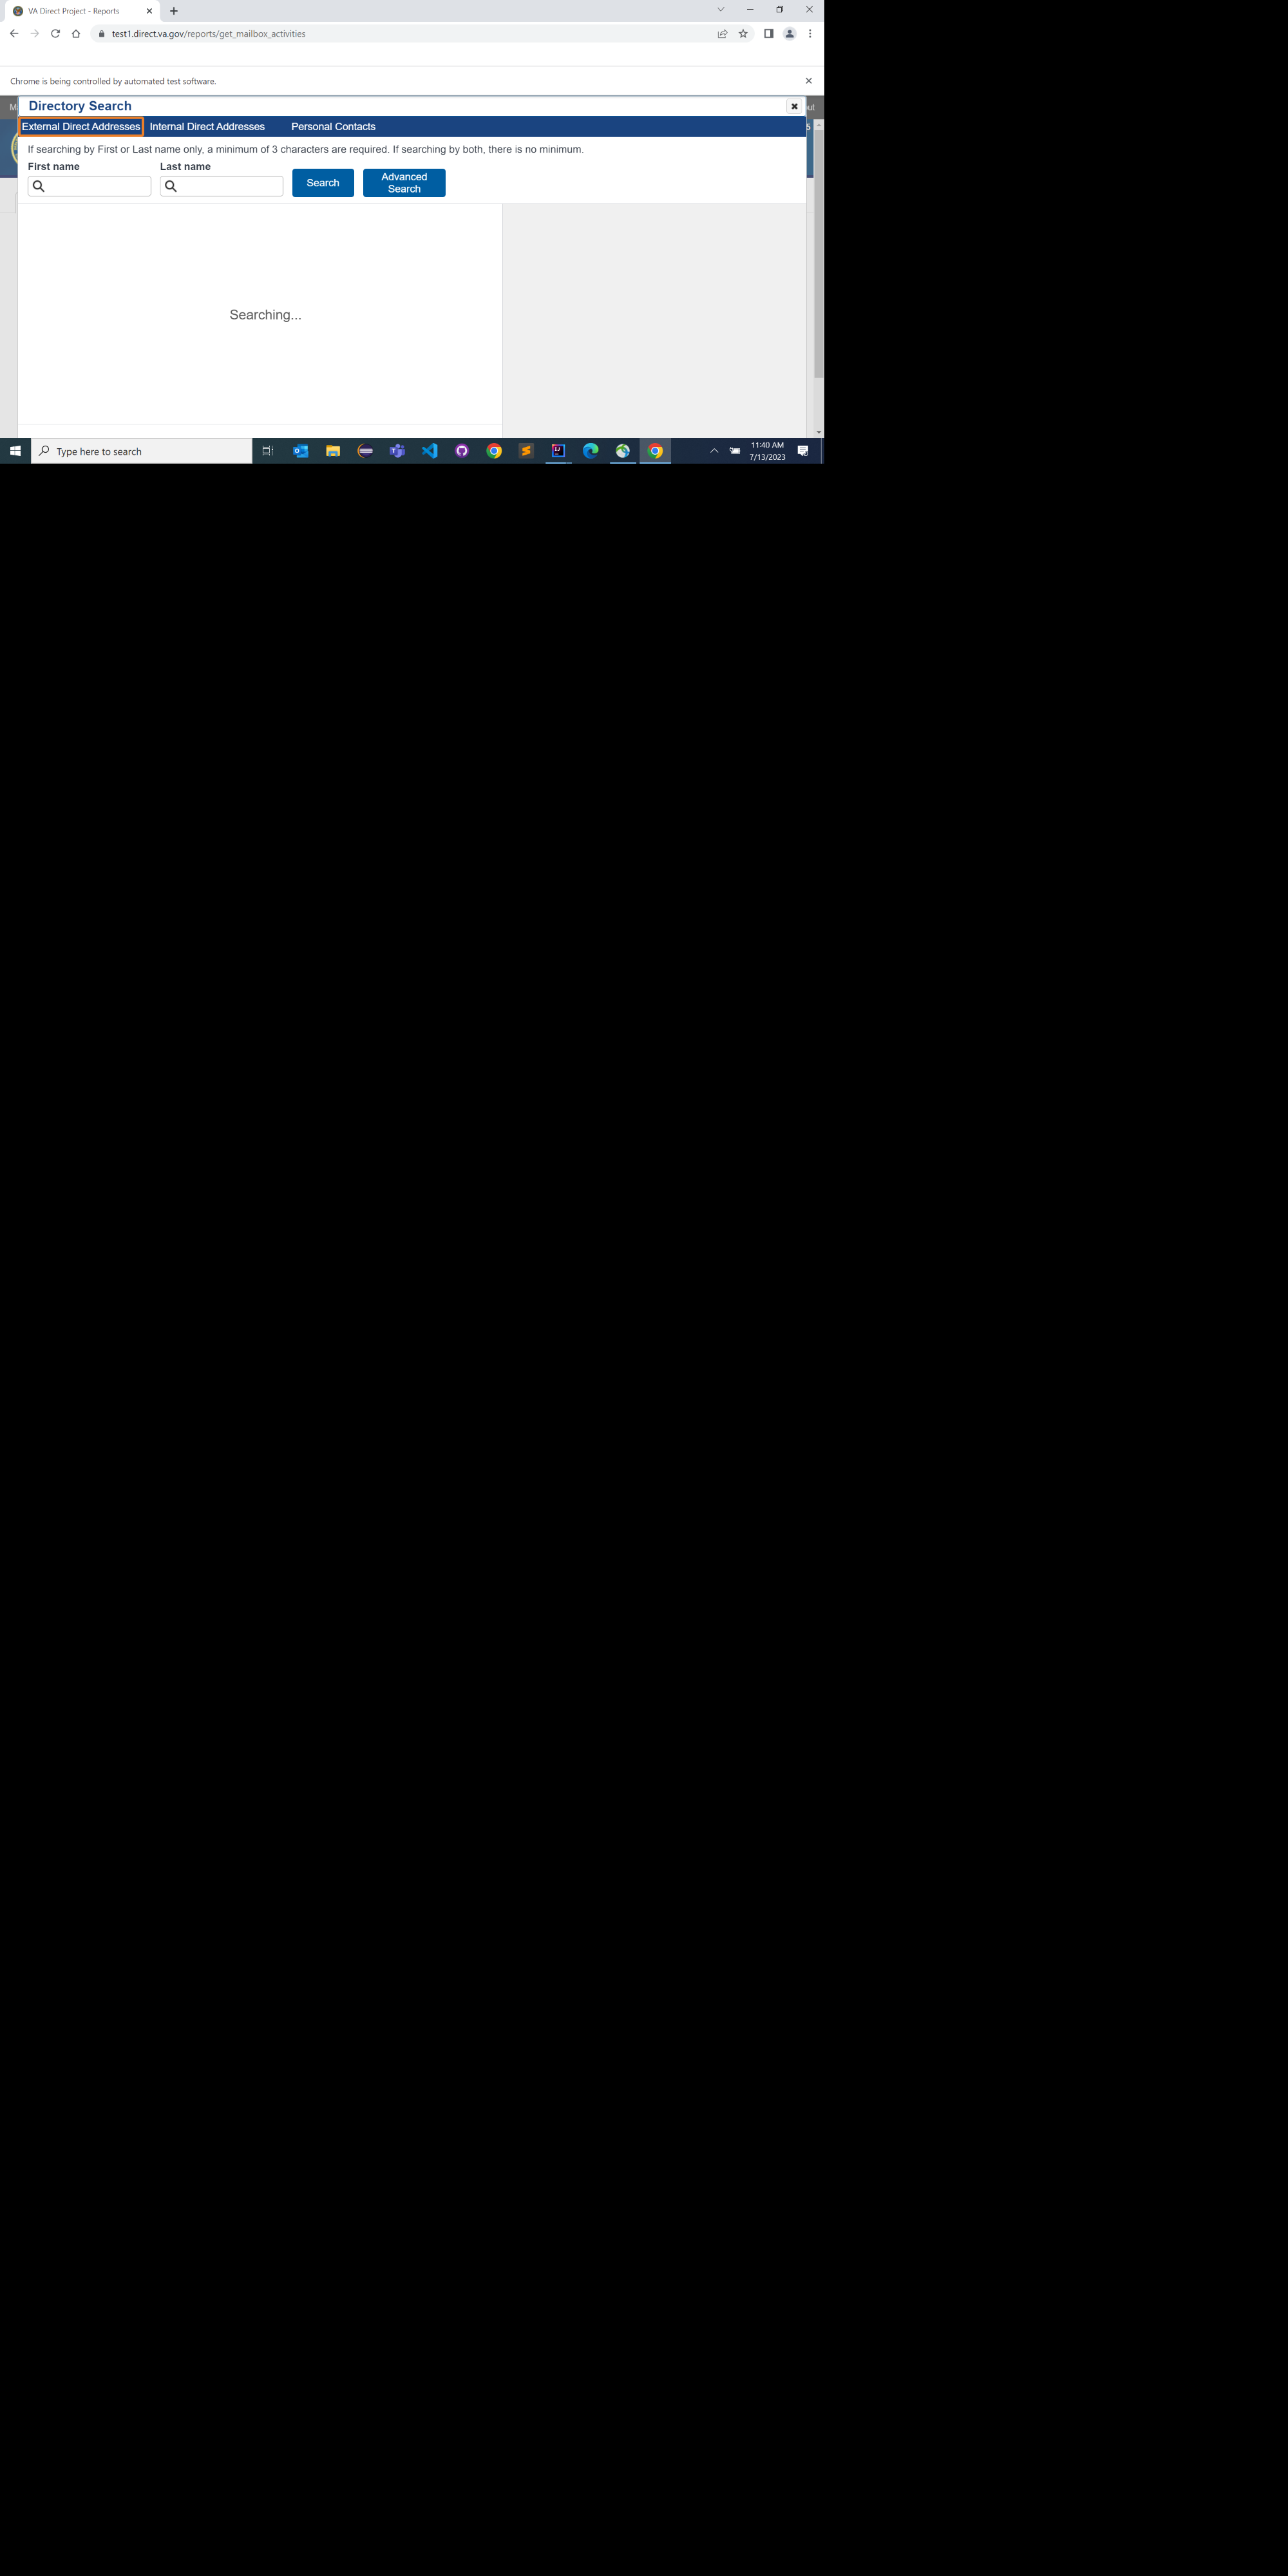 VA Direct Project - Reports
test1.direct.va.gov/reports/get_mailbox_activities
Chrome is being controlled by automated test software.
Directory Search
External Direct Addresses Internal Direct Addresses Personal Contacts
If searching by First or Last name only, a minimum of 3 characters are required. If searching by both, there is no minimum.
First name Last name
Search
Advanced
Search
Searching...
Type here to search
11:40 AM
7/13/2023